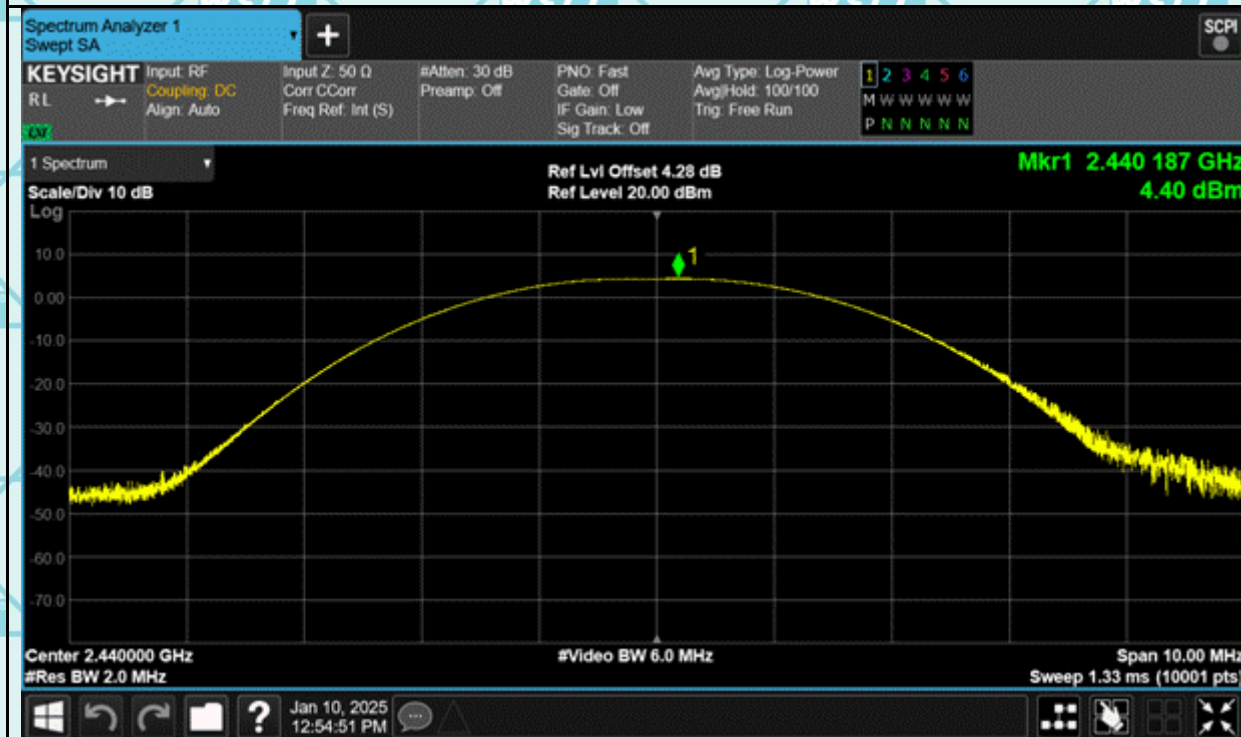 Spectrum Analyzer 1
Swept SA
+
SCPI
KEYSIGHT
RL
Input: RF
Coupling: DC
Align: Auto
Input Z: 50 Ω
Corr CCorr
Freq Ref: Int (S)
#Atten: 30 dB
Preamp: Off
PNO: Fast
Gate: Off
IF Gain: Low
Sig Track: Off
Avg Type: Log-Power
Avg|Hold: 100/100
Trig: Free Run
1 2 3 4 5 6
M W W W W W
P N N N N N
1 Spectrum
Scale/Div 10 dB
Log
Ref Lvl Offset 4.28 dB
Ref Level 20.00 dBm
Mkr1 2.440 187 GHz
4.40 dBm
1
10.0
0.00
-10.0
-20.0
-30.0
-40.0
-50.0
-60.0
-70.0
Center 2.440000 GHz
#Res BW 2.0 MHz
#Video BW 6.0 MHz
Span 10.00 MHz
Sweep 1.33 ms (10001 pts)
?
Jan 10, 2025
12:54:51 PM